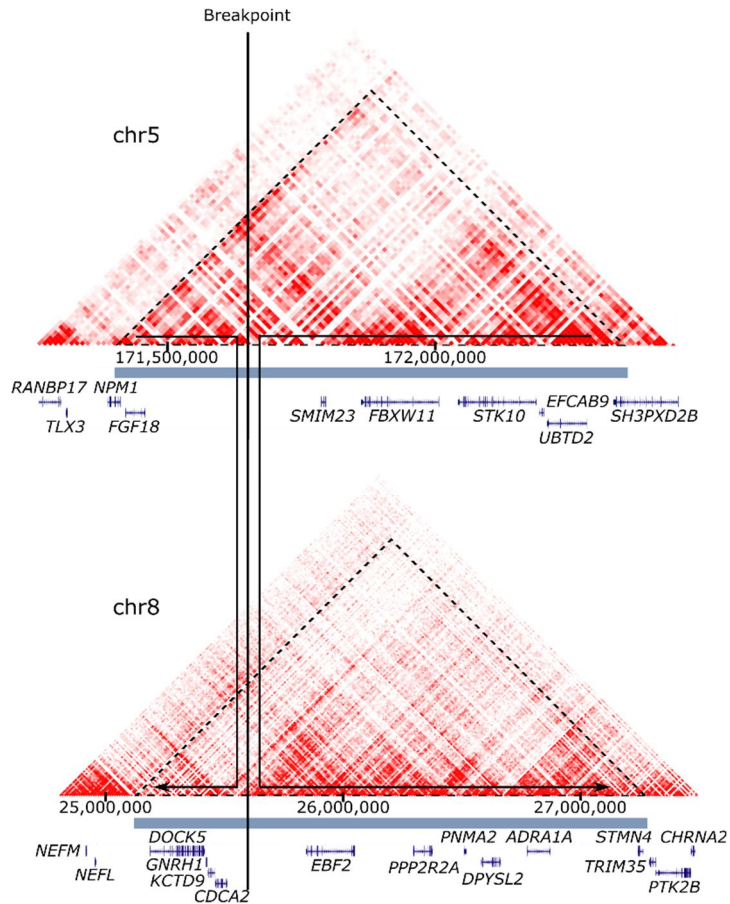 Breakpoint
chr5
171,500,000 172,000,000
RANBP17 NPM1 EFCAB9
SMIM23 FBXW11 STK10 SH3PXD2B
TLX3 FGF18 UBTD2
chr8
25,000,000 26,000,000 27,000,000
DOCK5 PNMA2 ADRA1A STMN4 CHRNA2
NEFM GNRH1 EBF2 PPP2R2A TRIM35
NEFL KCTD9 DPYSL2 PTK2B
CDCA2